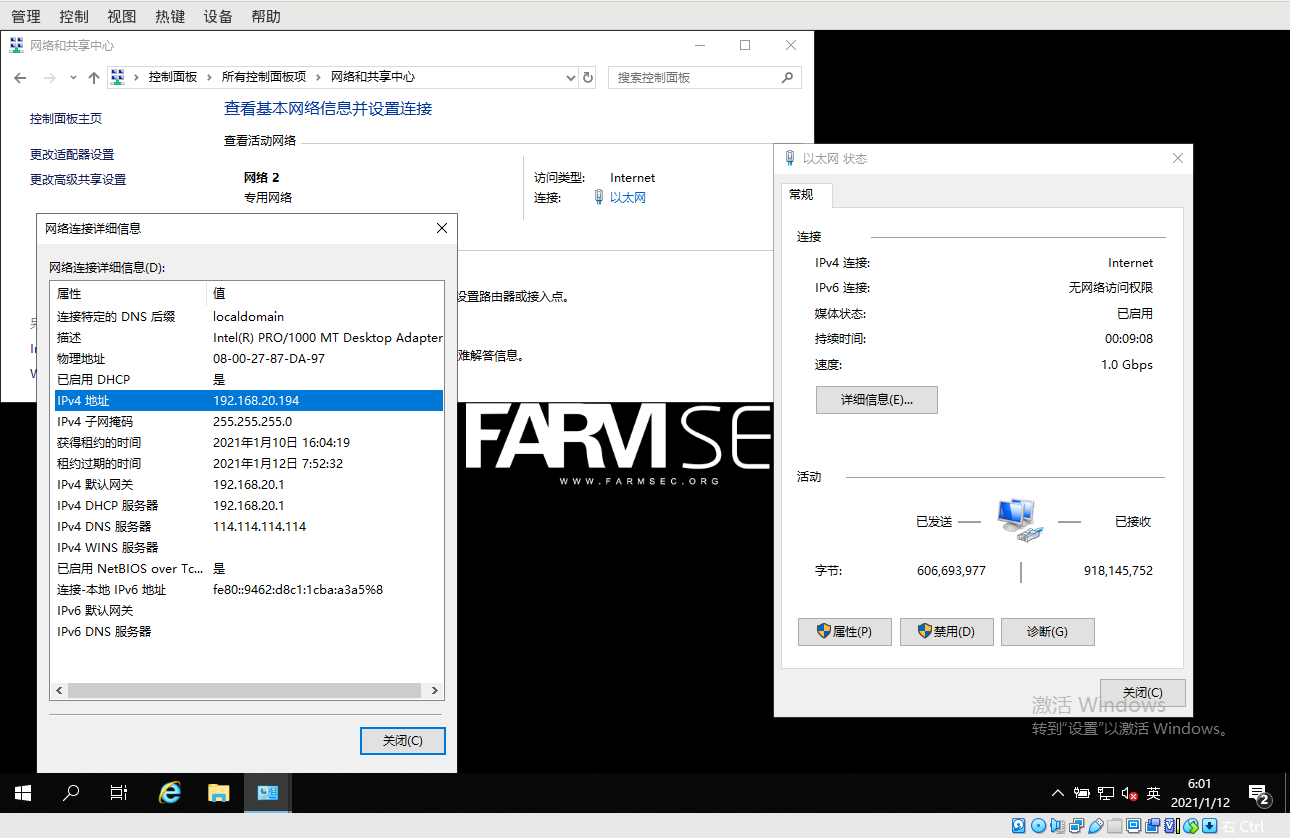 管理 控制 视图 热键 设备 帮助
网络和共享中心
控制面板 › 所有控制面板项 › 网络和共享中心
搜索控制面板
控制面板主页
更改适配器设置
更改高级共享设置
查看基本网络信息并设置连接
查看活动网络
网络 2
专用网络
访问类型: Internet
连接: 以太网
设置路由器或接入点。
难解答信息。
网络连接详细信息
网络连接详细信息(D):
属性 值
连接特定的 DNS 后缀 localdomain
描述 Intel(R) PRO/1000 MT Desktop Adapter
物理地址 08-00-27-87-DA-97
已启用 DHCP 是
IPv4 地址 192.168.20.194
IPv4 子网掩码 255.255.255.0
获得租约的时间 2021年1月10日 16:04:19
租约过期的时间 2021年1月12日 7:52:32
IPv4 默认网关 192.168.20.1
IPv4 DHCP 服务器 192.168.20.1
IPv4 DNS 服务器 114.114.114.114
IPv4 WINS 服务器
已启用 NetBIOS over Tc... 是
连接-本地 IPv6 地址 fe80::9462:d8c1:1cba:a3a5%8
IPv6 默认网关
IPv6 DNS 服务器
关闭(C)
FARMSE
WWW.FARMSEC.ORG
以太网 状态
常规
连接
IPv4 连接: Internet
IPv6 连接: 无网络访问权限
媒体状态: 已启用
持续时间: 00:09:08
速度: 1.0 Gbps
详细信息(E)...
活动
已发送 已接收
字节: 606,693,977 918,145,752
属性(P) 禁用(D) 诊断(G)
关闭(C)
激活 Windows
转到"设置"以激活 Windows。
英
6:01
2021/1/12
2
右 Ctrl